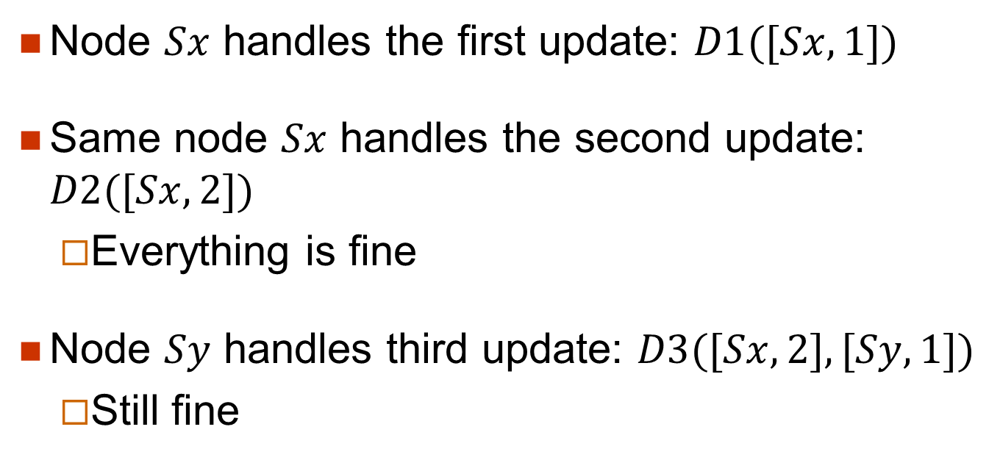 Node Sx handles the first update: D1([Sx, 1])
Same node Sx handles the second update:
D2([Sx, 2])
Everything is fine
Node Sy handles third update: D3([Sx, 2], [Sy, 1])
Still fine